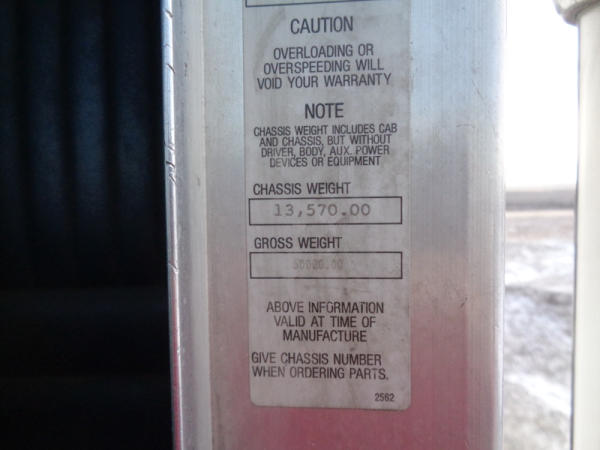 CAUTION
OVERLOADING OR
OVERSPEEDING WILL
VOID YOUR WARRANTY
NOTE
CHASSIS WEIGHT INCLUDES CAB
AND CHASSIS, BUT WITHOUT
DRIVER, BODY, AUX. POWER
DEVICES OR EQUIPMENT
CHASSIS WEIGHT
13,570.00
GROSS WEIGHT
ABOVE INFORMATION
VALID AT TIME OF
MANUFACTURE
GIVE CHASSIS NUMBER
WHEN ORDERING PARTS.
2562